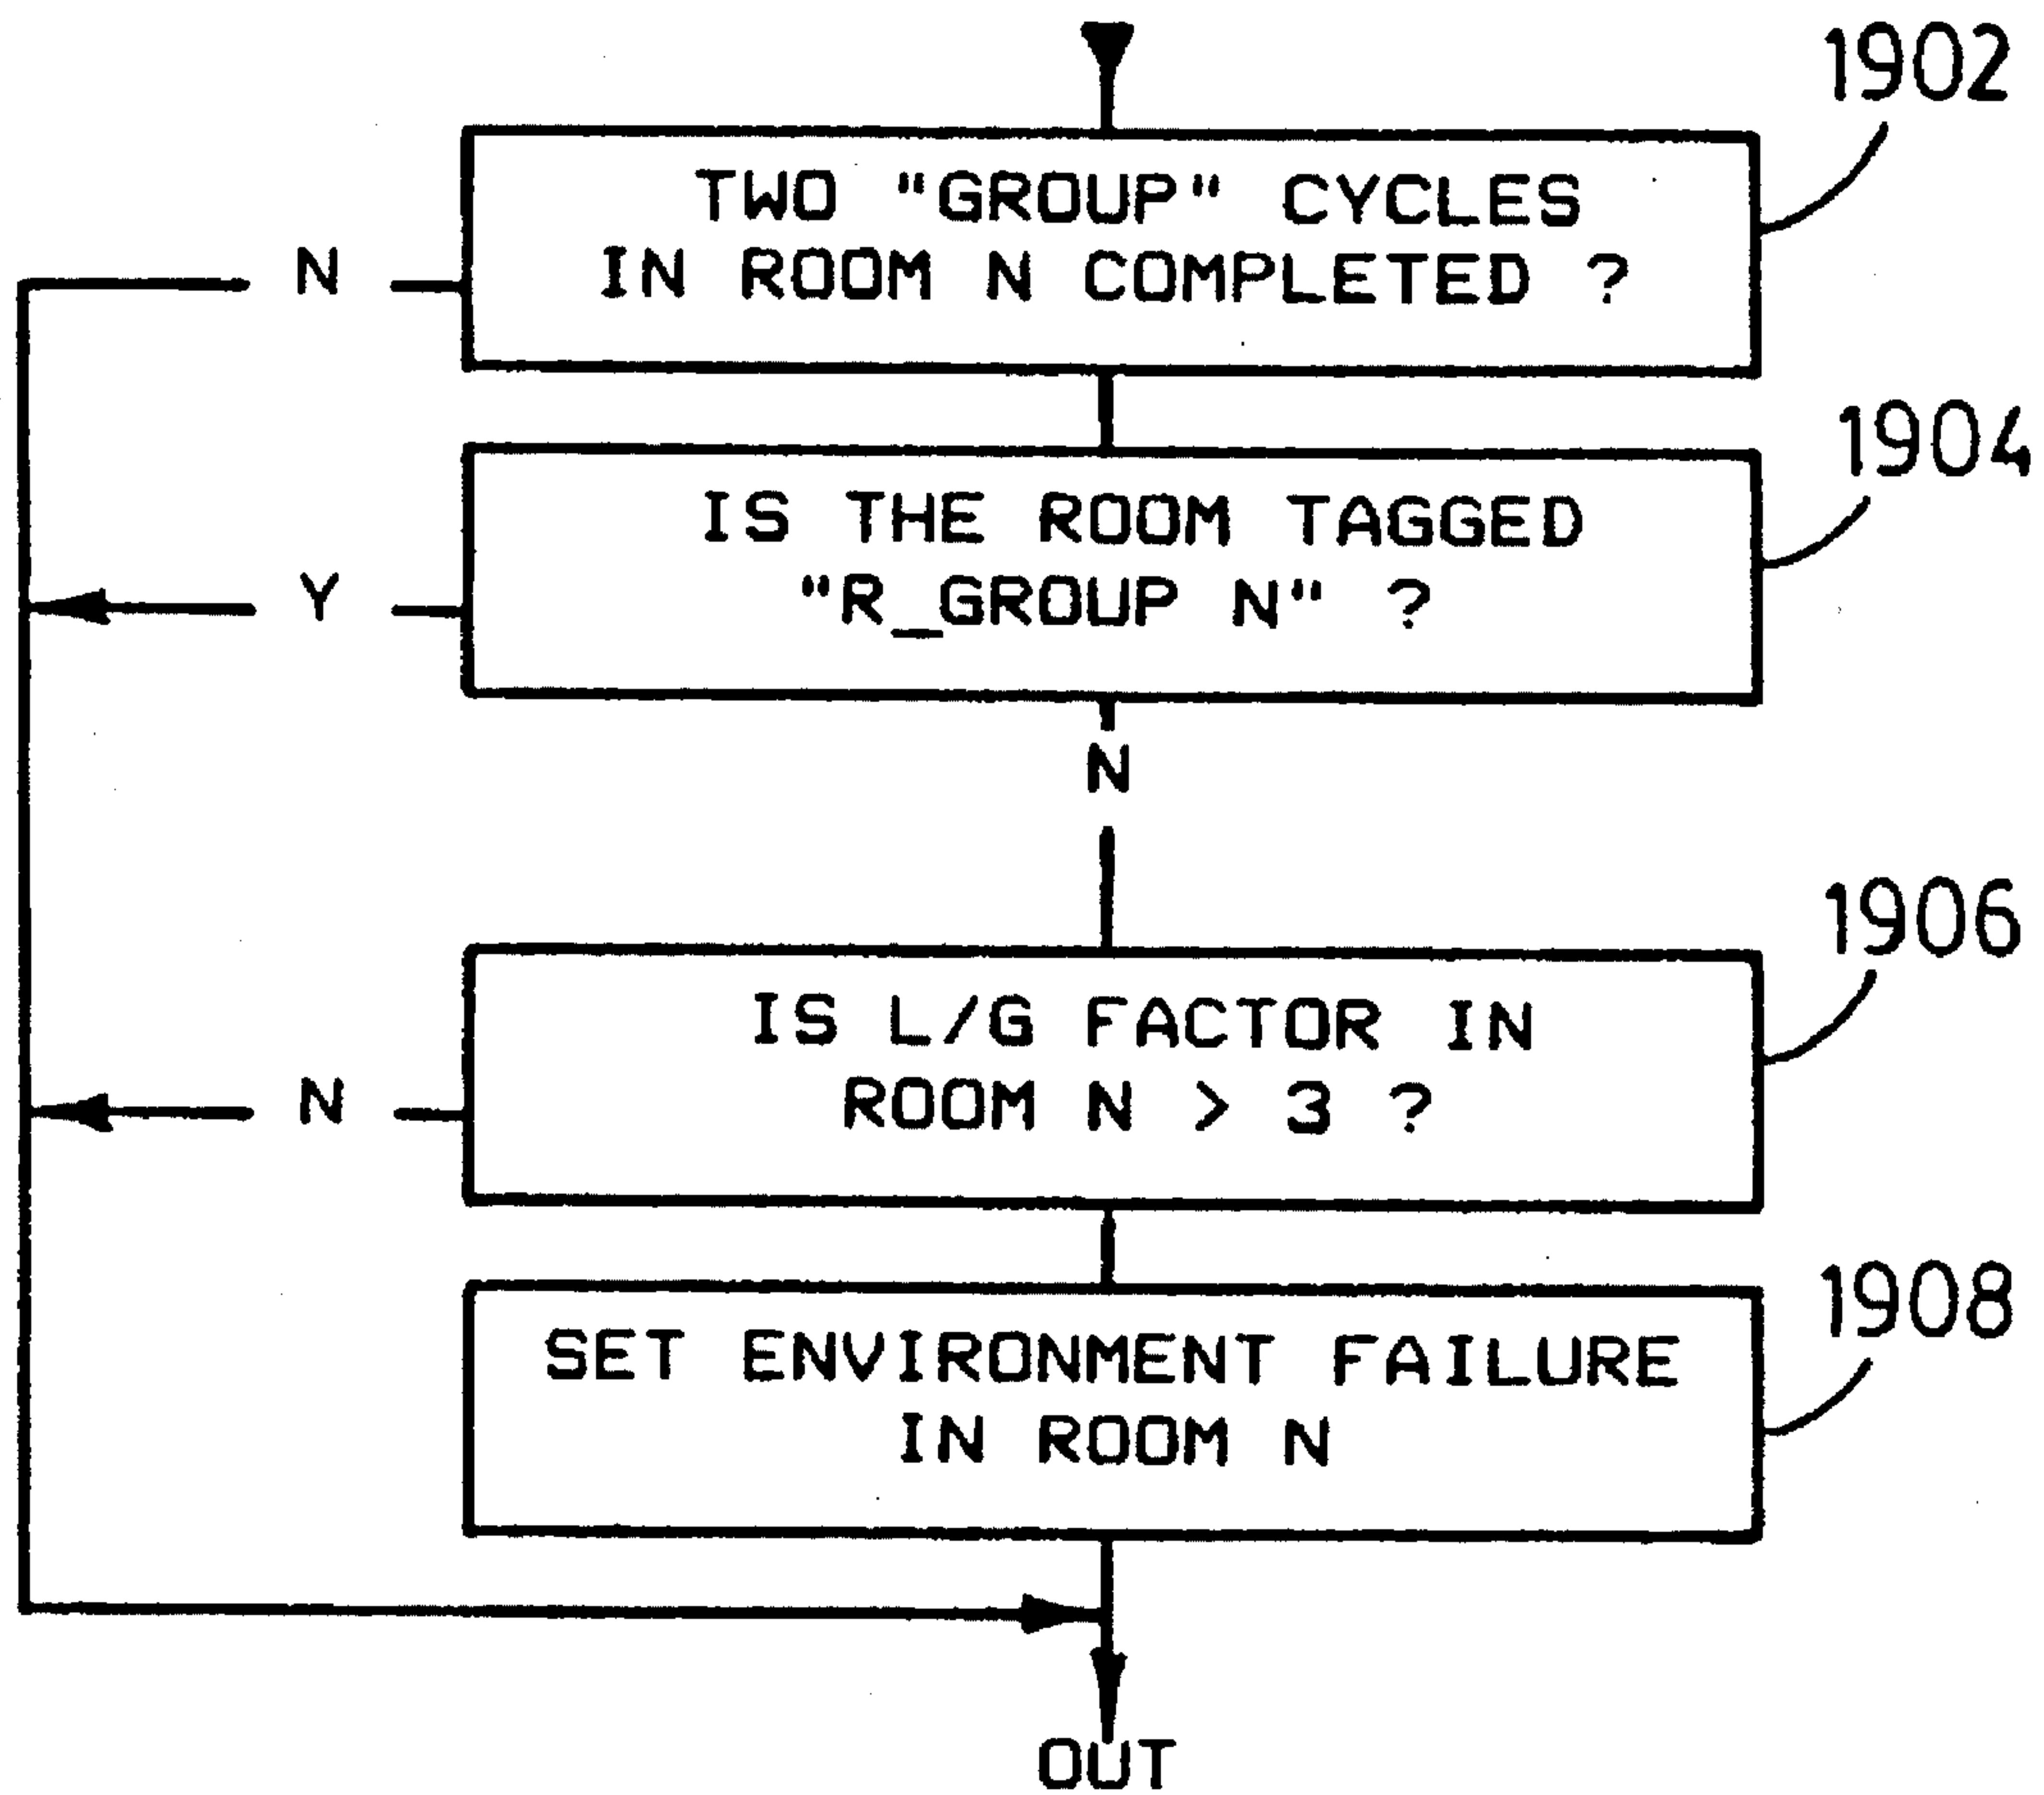 1902
TWO "GROUP" CYCLES
IN ROOM N COMPLETED ?
N
1904
IS THE ROOM TAGGED
"R_GROUP N" ?
Y
N
1906
IS L/G FACTOR IN
ROOM N > 3 ?
N
1908
SET ENVIRONMENT FAILURE
IN ROOM N
OUT